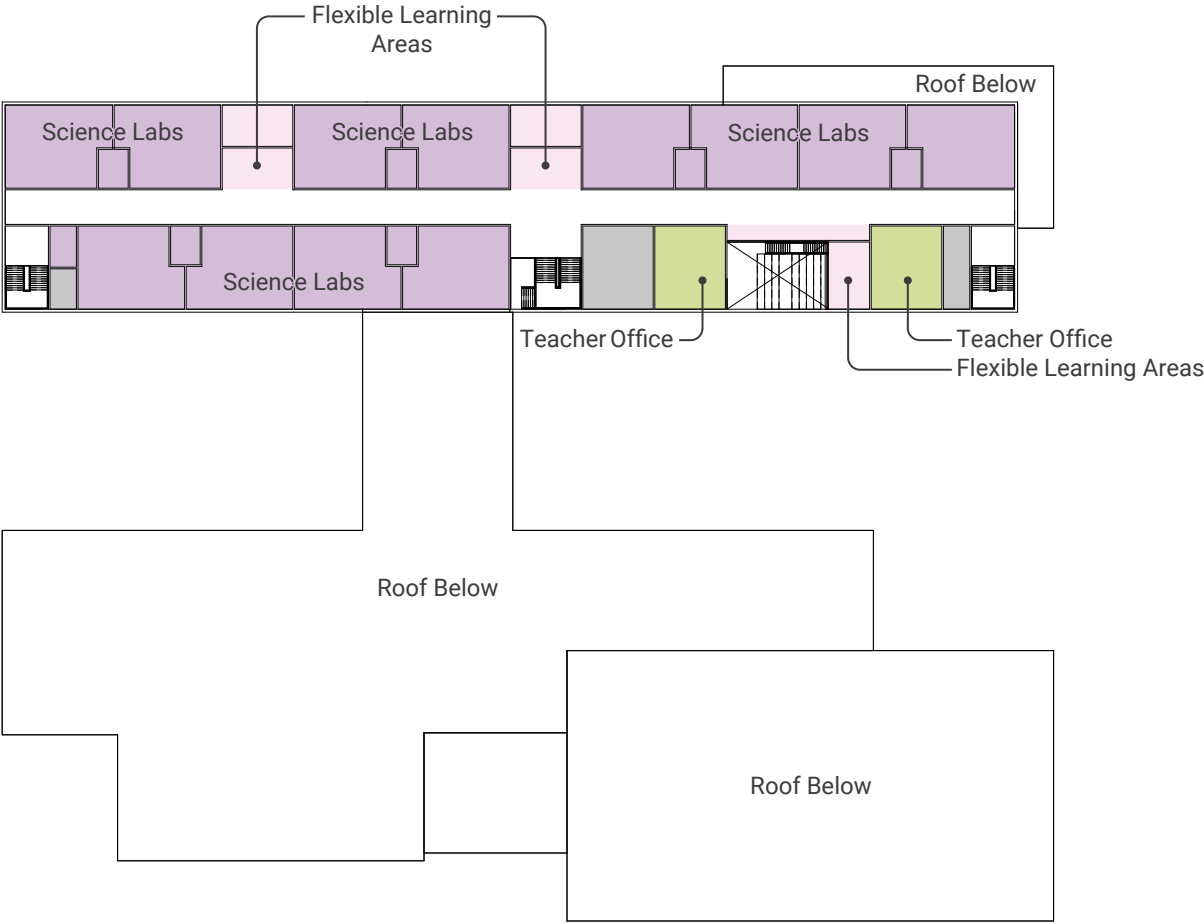 Flexible Learning
Areas
Roof Below
Science Labs
Science Labs
Science Labs
Science Labs
Teacher Office
Teacher Office
Flexible Learning Areas
Roof Below
Roof Below